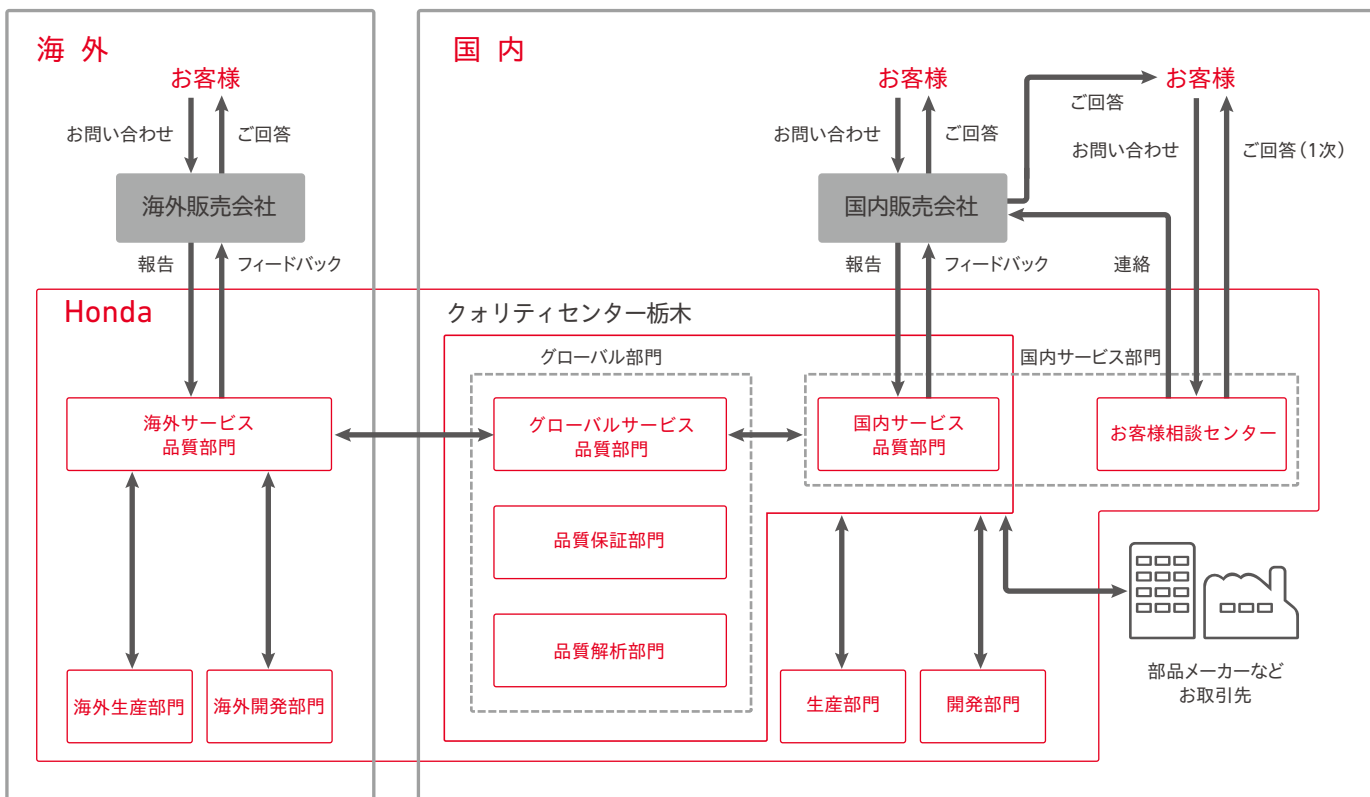 海 外
お客様
お問い合わせ
ご回答
海外販売会社
報告
フィードバック
国 内
お客様
お客様
お問い合わせ
ご回答
ご回答
お問い合わせ
ご回答（1次）
国内販売会社
報告
フィードバック
連絡
Honda
クォリティセンター栃木
グローバル部門
国内サービス部門
海外サービス
品質部門
グローバルサービス
品質部門
国内サービス
品質部門
お客様相談センター
品質保証部門
品質解析部門
海外生産部門
海外開発部門
生産部門
開発部門
部品メーカーなど
お取引先